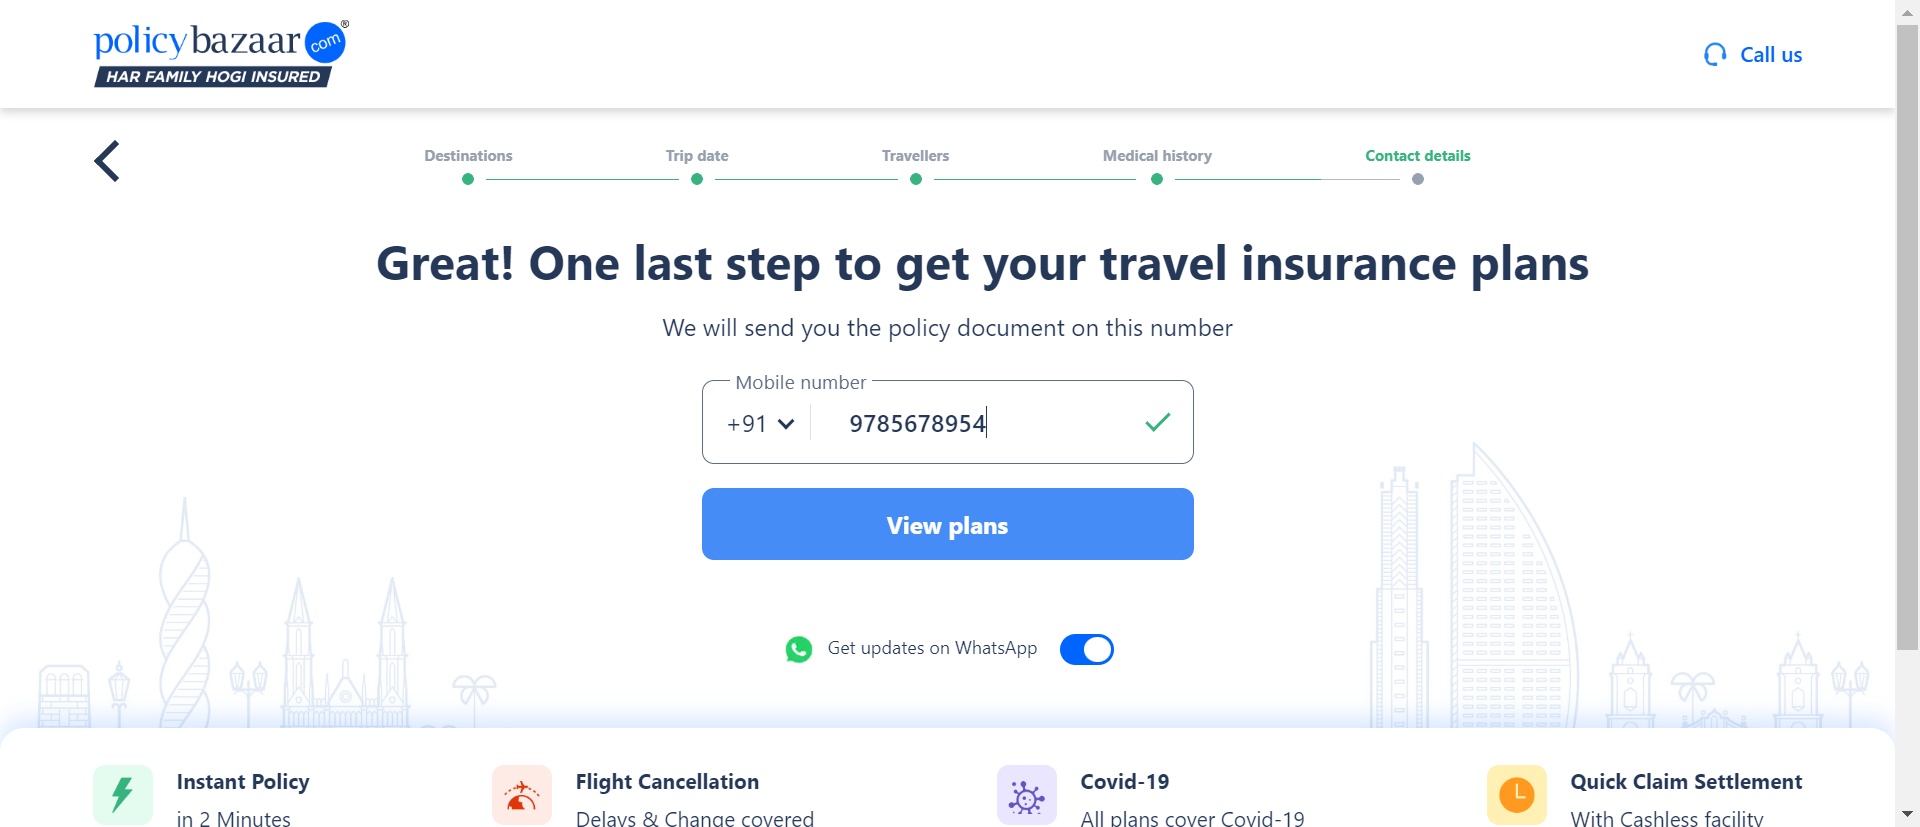 policybazaar com ®
HAR FAMILY HOGI INSURED
Call us
Destinations
Trip date
Travellers
Medical history
Contact details
Great! One last step to get your travel insurance plans
We will send you the policy document on this number
Mobile number
+91
9785678954
View plans
Get updates on WhatsApp
Instant Policy
in 2 Minutes
Flight Cancellation
Delays & Change covered
Covid-19
All plans cover Covid-19
Quick Claim Settlement
With Cashless facility